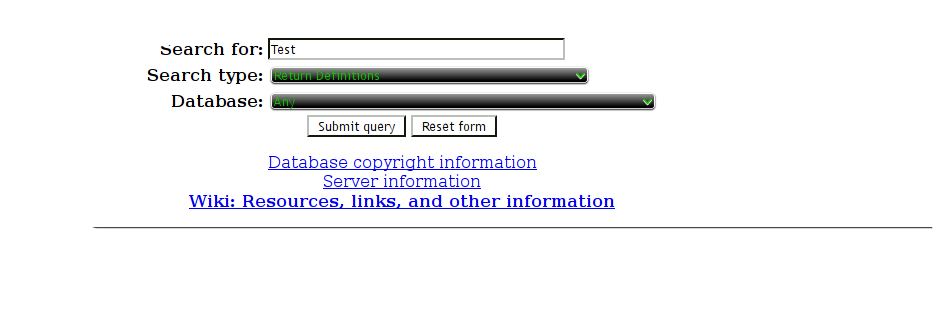 Search for: Test
Search type: Return Definitions
Database: Any
Submit query Reset form
Database copyright information
Server information
Wiki: Resources, links, and other information